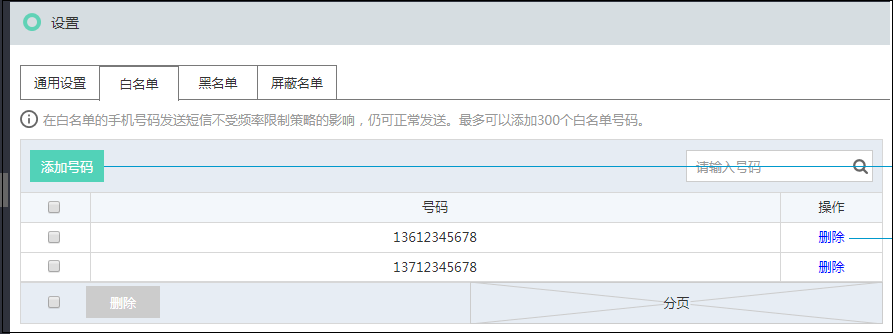 设置
通用设置 白名单 黑名单 屏蔽名单
在白名单的手机号码发送短信不受频率限制策略的影响，仍可正常发送。最多可以添加300个白名单号码。
添加号码 请输入号码
号码 操作
13612345678 删除
13712345678 删除
删除 分页